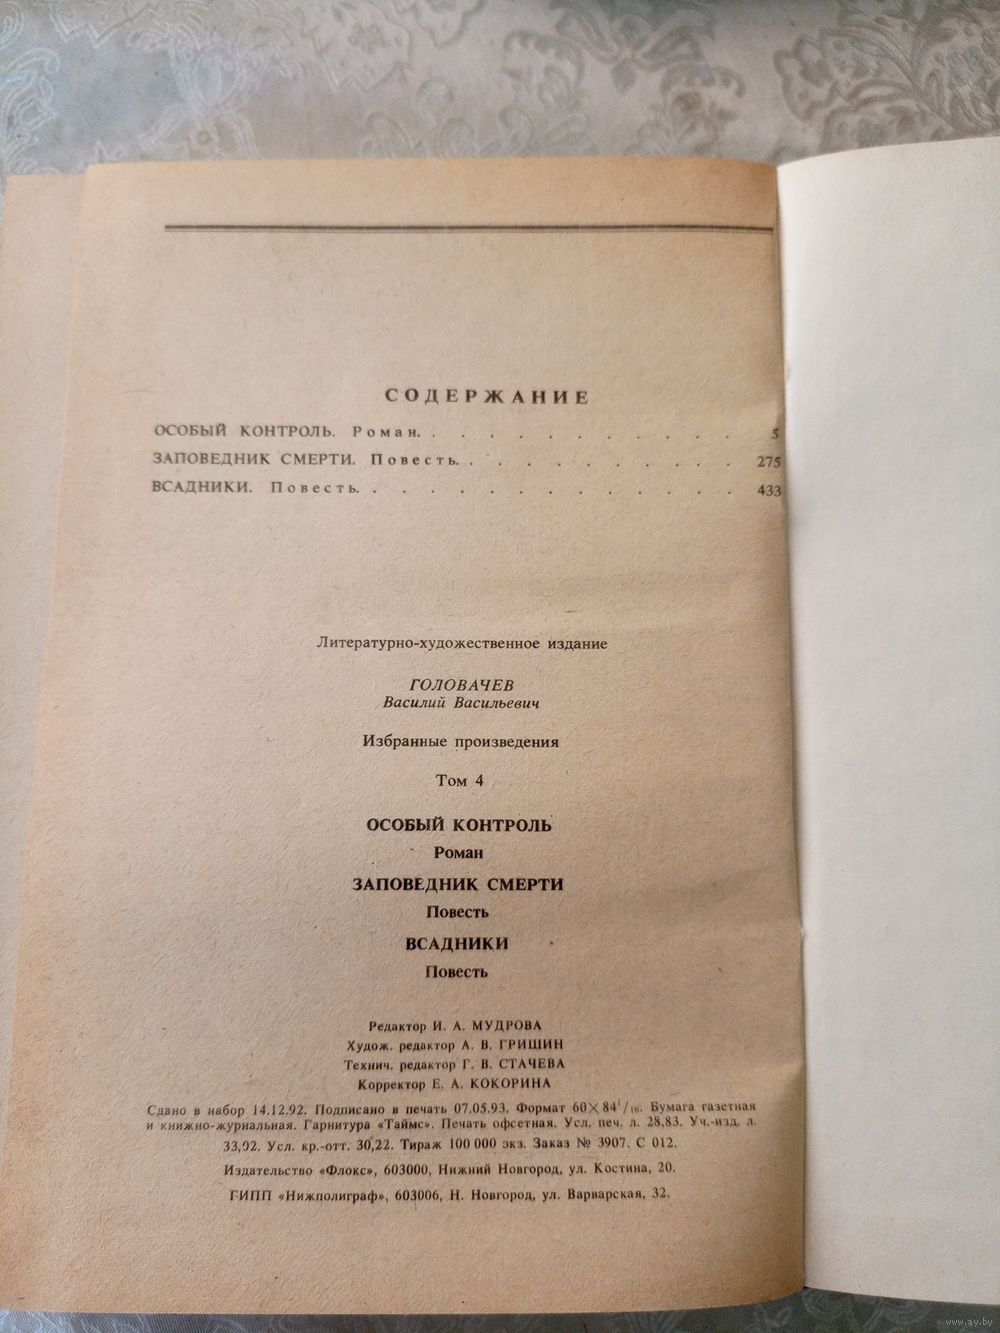 СОДЕРЖАНИЕ
ОСОБЫЙ КОНТРОЛЬ. Роман. . . . . . . . . . . . 5
ЗАПОВЕДНИК СМЕРТИ. Повесть. . . . . . . . . . . 275
ВСАДНИКИ. Повесть. . . . . . . . . . . . . . 433
Литературно-художественное издание
ГОЛОВАЧЕВ
Василий Васильевич
Избранные произведения
Том 4
ОСОБЫЙ КОНТРОЛЬ
Роман
ЗАПОВЕДНИК СМЕРТИ
Повесть
ВСАДНИКИ
Повесть
Редактор И. А. МУДРОВА
Худож. редактор А. В. ГРИШИН
Технич. редактор Г. В. СТАЧЕВА
Корректор Е. А. КОКОРИНА
Сдано в набор 14.12.92. Подписано в печать 07.05.93. Формат 60×84¹/₁₆. Бумага газетная
и книжно-журнальная. Гарнитура «Таймс». Печать офсетная. Усл. печ. л. 28,83. Уч.-изд. л.
33,92. Усл. кр.-отт. 30,22. Тираж 100 000 экз. Заказ № 3907. С 012.
Издательство «Флокс», 603000, Нижний Новгород, ул. Костина, 20.
ГИПП «Нижполиграф», 603006, Н. Новгород, ул. Варварская, 32.
www.ay.by